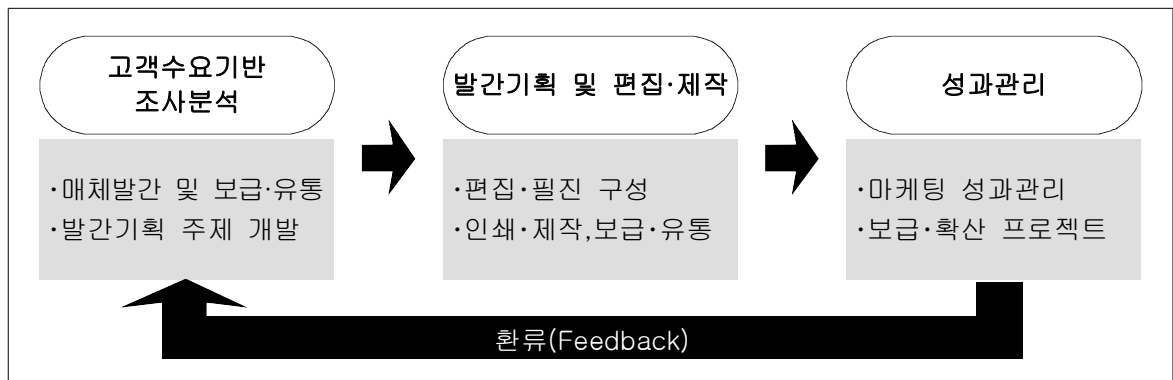 고객수요기반
조사분석
·매체발간 및 보급·유통
·발간기획 주제 개발
발간기획 및 편집·제작
·편집·필진 구성
·인쇄·제작,보급·유통
성과관리
·마케팅 성과관리
·보급·확산 프로젝트
환류(Feedback)